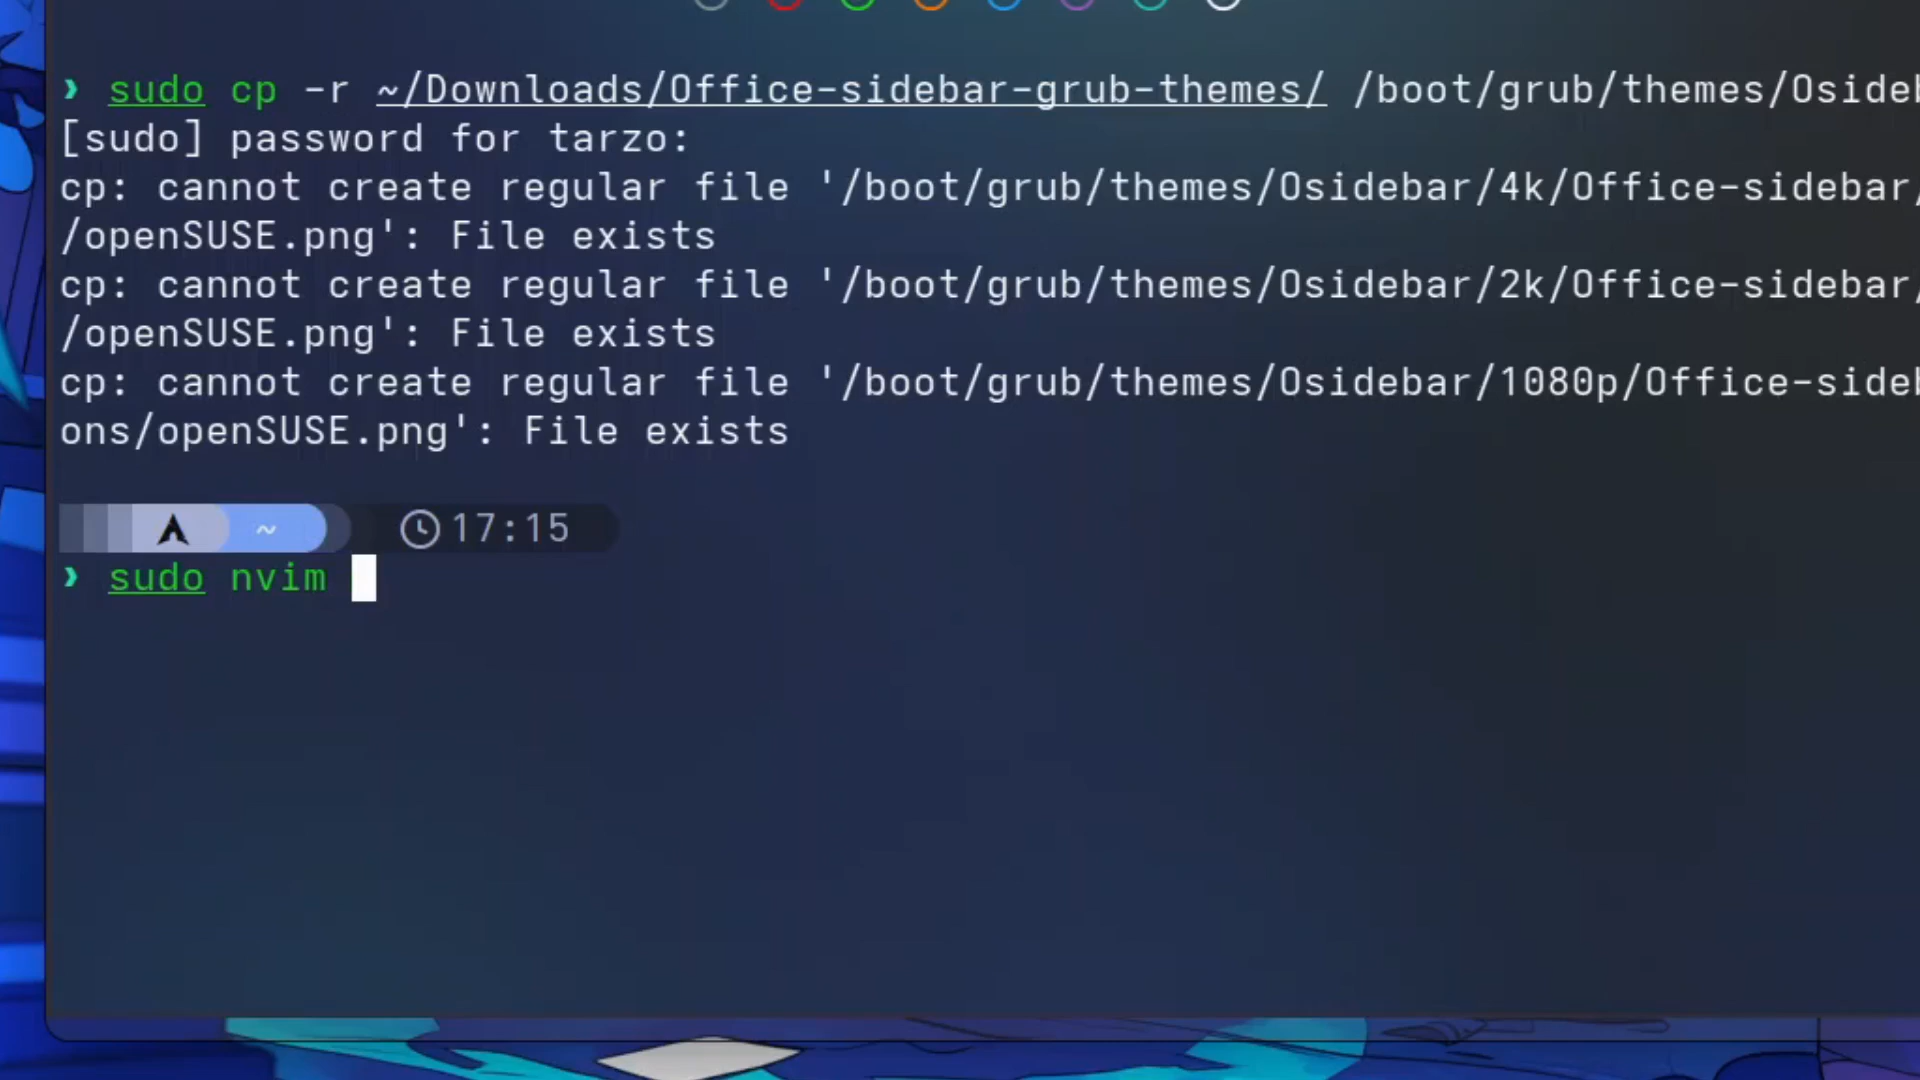 ❯ sudo cp -r ~/Downloads/Office-sidebar-grub-themes/ /boot/grub/themes/Osideb
[sudo] password for tarzo:
cp: cannot create regular file '/boot/grub/themes/Osidebar/4k/Office-sidebar/
/openSUSE.png': File exists
cp: cannot create regular file '/boot/grub/themes/Osidebar/2k/Office-sidebar/
/openSUSE.png': File exists
cp: cannot create regular file '/boot/grub/themes/Osidebar/1080p/Office-sideb
ons/openSUSE.png': File exists
~ 17:15
❯ sudo nvim